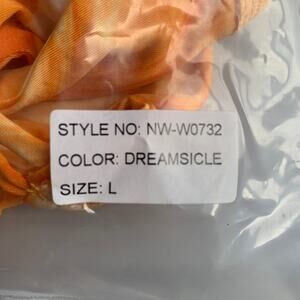 STYLE NO: NW-W0732
COLOR: DREAMSICLE
SIZE: L